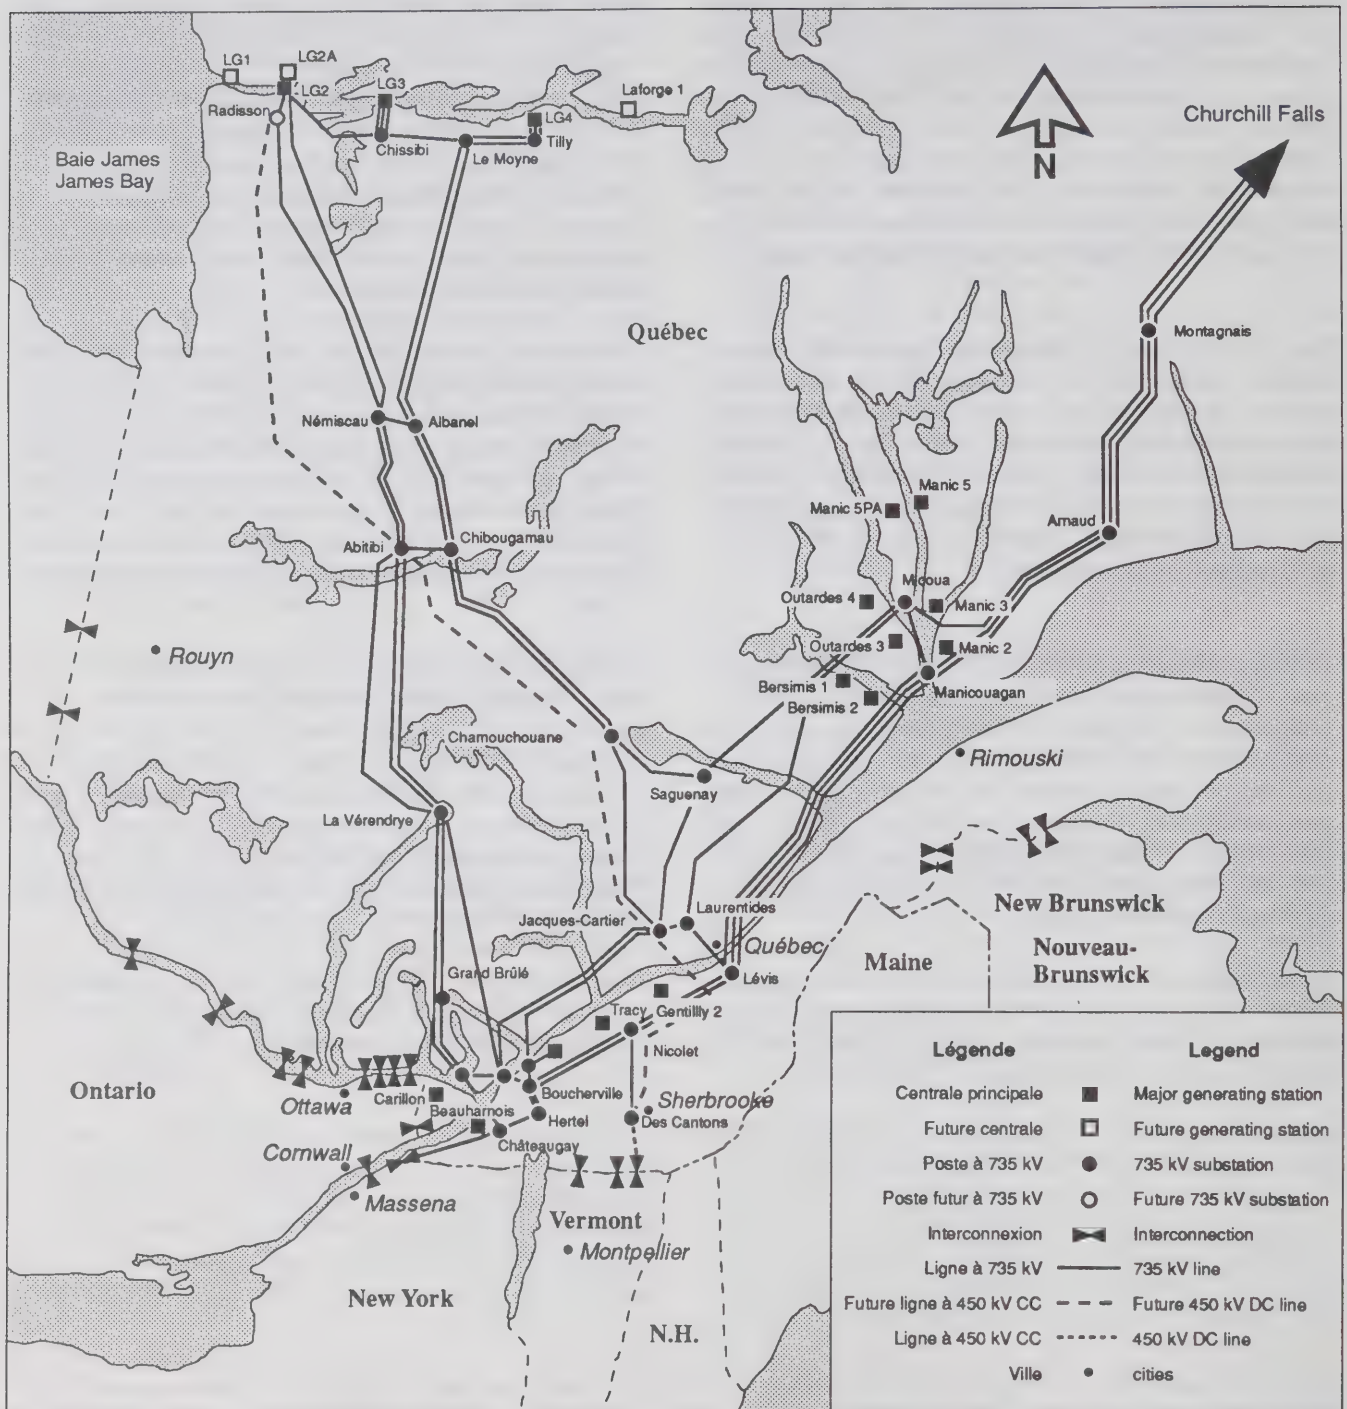 LG1
LG2A
LG2
LG3
Laforge 1
Radisson
LG4
Chissibi
Le Moyne
Tilly
Churchill Falls
N
Baie James
James Bay
Québec
Montagnais
Némiscau
Albanel
Manic 5
Manic 5PA
Arnaud
Abitibi
Chibougamau
Micoua
Outardes 4
Manic 3
Outardes 3
Manic 2
Rouyn
Bersimis 1
Bersimis 2
Manicouagan
Chamouchouane
Rimouski
Saguenay
La Vérendrye
Jacques-Cartier
Laurentides
Québec
New Brunswick
Nouveau-
Brunswick
Maine
Grand Brûlé
Lévis
Tracy
Gentillly 2
Nicolet
Ontario
Ottawa
Carillon
Beauharnois
Boucherville
Hertel
Sherbrooke
Des Cantons
Châteaugay
Cornwall
Massena
Vermont
Montpellier
New York
N.H.
Légende
Legend
Centrale principale
Major generating station
Future centrale
Future generating station
Poste à 735 kV
735 kV substation
Poste futur à 735 kV
Future 735 kV substation
Interconnexion
Interconnection
Ligne à 735 kV
735 kV line
Future ligne à 450 kV CC
Future 450 kV DC line
Ligne à 450 kV CC
450 kV DC line
Ville
cities